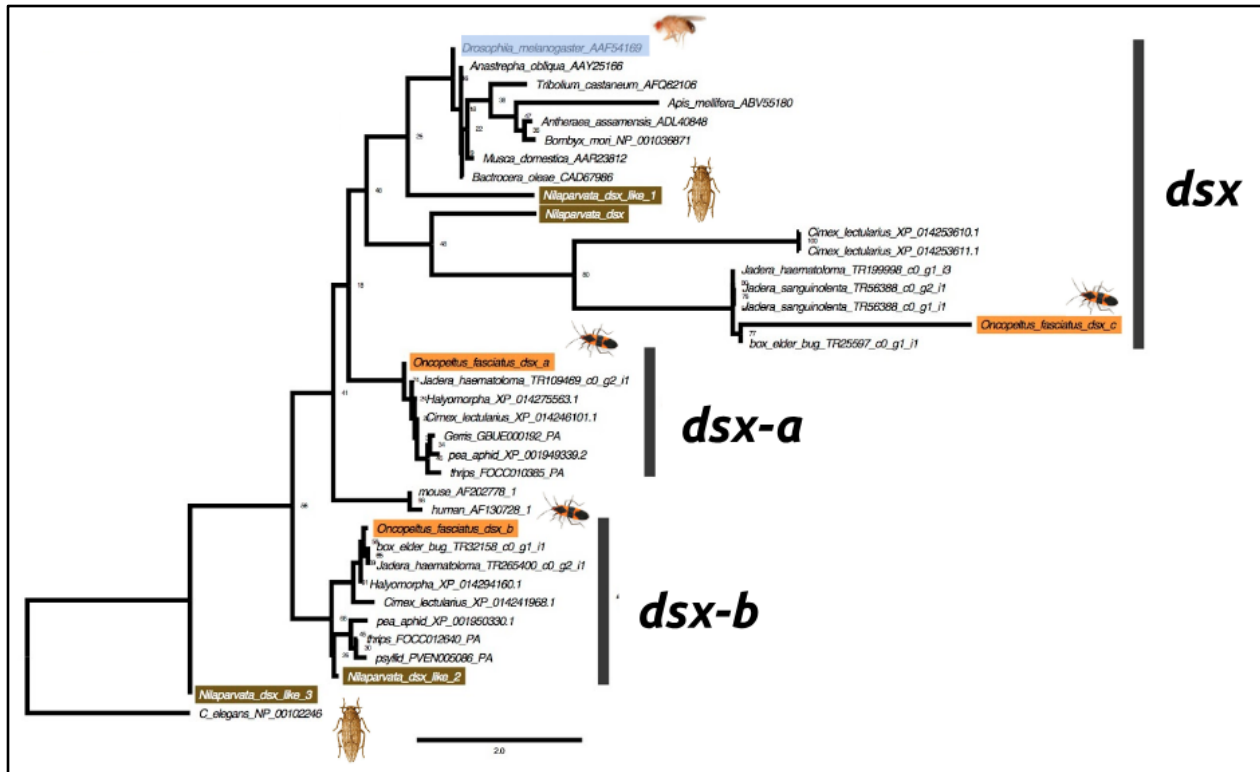 Drosophila_melanogaster_AAF54169
Anastrepha_obliqua_AAY25166
Tribolium_castaneum_AFQ62106
Apis_mellifera_ABV55180
Antheraea_assamensis_ADL40848
Bombyx_mori_NP_001036871
Musca_domestica_AAR23812
Bactrocera_oleae_CAD67986
Nilaparvata_dsx_like_1
Nilaparvata_dsx
dsx
Cimex_lectularius_XP_014253610.1
100
Cimex_lectularius_XP_014253611.1
Jadera_haematoloma_TR199998_c0_g1_i3
Jadera_sanguinolenta_TR56388_c0_g2_i1
Jadera_sanguinolenta_TR56388_c0_g1_i1
Oncopeltus_fasciatus_dsx_c
77
box_elder_bug_TR25597_c0_g1_i1
Oncopeltus_fasciatus_dsx_a
Jadera_haematoloma_TR109469_c0_g2_i1
Halyomorpha_XP_014275563.1
Cimex_lectularius_XP_014246101.1
Gerris_GBUE000192_PA
pea_aphid_XP_001949339.2
thrips_FOCC010385_PA
dsx-a
mouse_AF202778_1
human_AF130728_1
Oncopeltus_fasciatus_dsx_b
box_elder_bug_TR32158_c0_g1_i1
Jadera_haematoloma_TR265400_c0_g2_i1
Halyomorpha_XP_014294160.1
Cimex_lectularius_XP_014241968.1
pea_aphid_XP_001950330.1
thrips_FOCC012640_PA
psyllid_PVEN005086_PA
Nilaparvata_dsx_like_2
dsx-b
Nilaparvata_dsx_like_3
C_elegans_NP_00102246
2.0